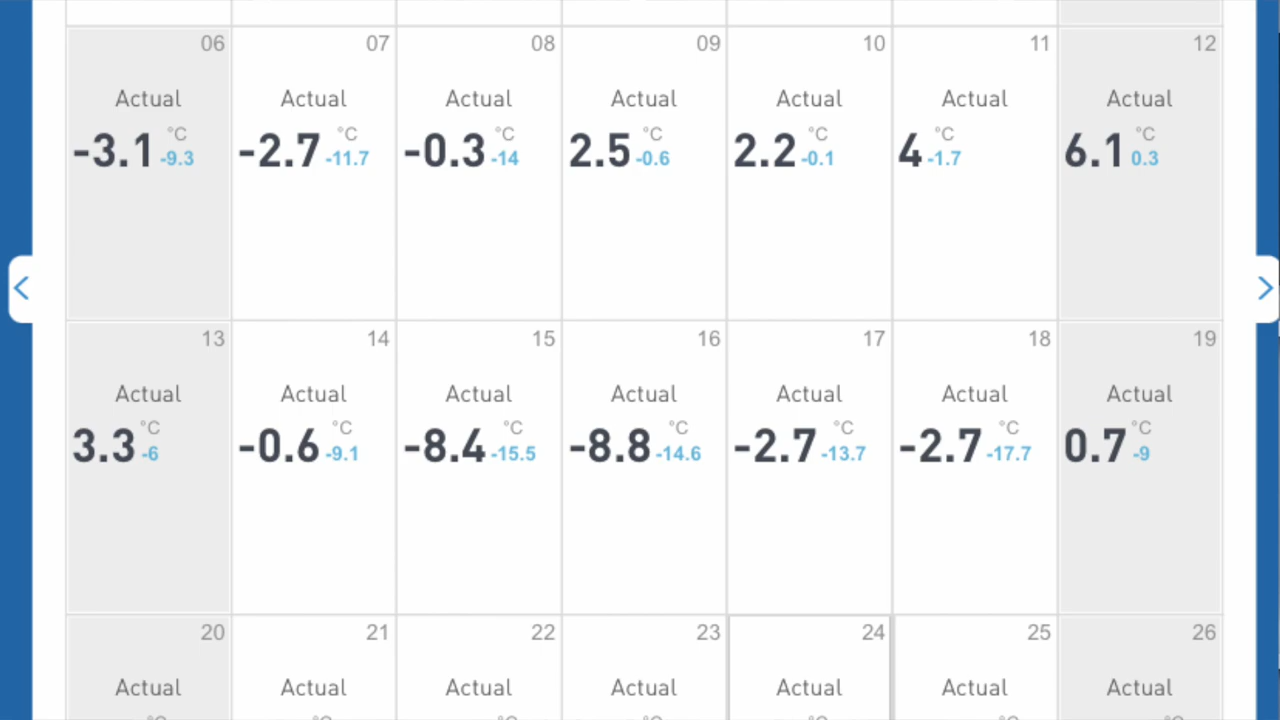 06 07 08 09 10 11 12
Actual Actual Actual Actual Actual Actual Actual
-3.1 °C -9.3 -2.7 °C -11.7 -0.3 °C -14 2.5 °C -0.6 2.2 °C -0.1 4 °C -1.7 6.1 °C 0.3
13 14 15 16 17 18 19
Actual Actual Actual Actual Actual Actual Actual
3.3 °C -6 -0.6 °C -9.1 -8.4 °C -15.5 -8.8 °C -14.6 -2.7 °C -13.7 -2.7 °C -17.7 0.7 °C -9
20 21 22 23 24 25 26
Actual Actual Actual Actual Actual Actual Actual